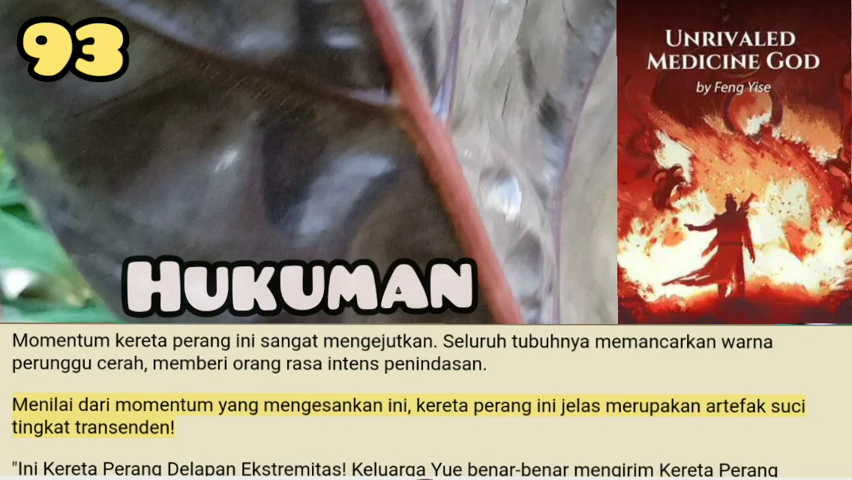 93
UNRIVALED
MEDICINE GOD
by Feng Yise
HUKUMAN
Momentum kereta perang ini sangat mengejutkan. Seluruh tubuhnya memancarkan warna
perunggu cerah, memberi orang rasa intens penindasan.
Menilai dari momentum yang mengesankan ini, kereta perang ini jelas merupakan artefak suci
tingkat transenden!
"Ini Kereta Perang Delapan Ekstremitas! Keluarga Yue benar-benar mengirim Kereta Perang